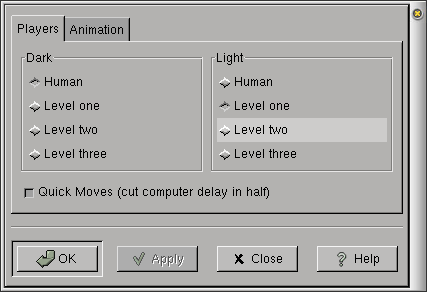 Players Animation
Dark Light
Human Human
Level one Level one
Level two Level two
Level three Level three
Quick Moves (cut computer delay in half)
OK Apply Close Help